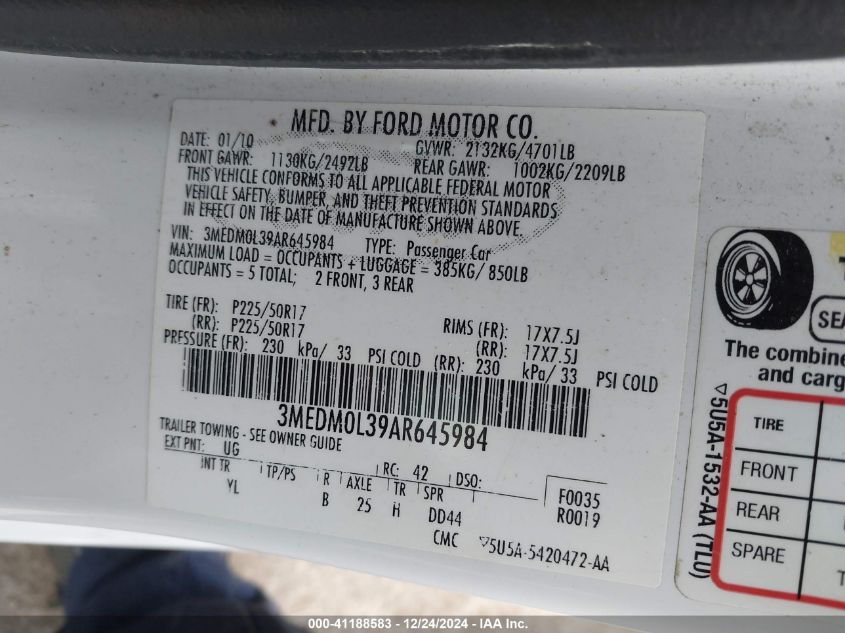 MFD. BY FORD MOTOR CO.
DATE: 01/10 GVWR: 2132KG/4701LB
FRONT GAWR: 1130KG/2492LB REAR GAWR: 1002KG/2209LB
THIS VEHICLE CONFORMS TO ALL APPLICABLE FEDERAL MOTOR
VEHICLE SAFETY, BUMPER, AND THEFT PREVENTION STANDARDS
IN EFFECT ON THE DATE OF MANUFACTURE SHOWN ABOVE.
VIN: 3MEDM0L39AR645984 TYPE: Passenger Car
MAXIMUM LOAD = OCCUPANTS + LUGGAGE = 385KG/ 850LB
OCCUPANTS = 5 TOTAL; 2 FRONT, 3 REAR
TIRE (FR): P225/50R17 RIMS (FR): 17X7.5J
(RR): P225/50R17 (RR): 17X7.5J
PRESSURE (FR): 230 kPa/ 33 PSI COLD (RR): 230 kPa/ 33 PSI COLD
3MEDM0L39AR645984
TRAILER TOWING - SEE OWNER GUIDE
EXT PNT: UG RC: 42 DSO:
INT TR TP/PS R AXLE TR SPR F0035
YL B 25 H DD44 R0019
CMC ▽5U5A-5420472-AA
SEA
The combine
and carg
TIRE
FRONT
REAR
SPARE
▽5U5A-1532-AA (TL0)
000-41188583 • 12/24/2024 - IAA Inc.